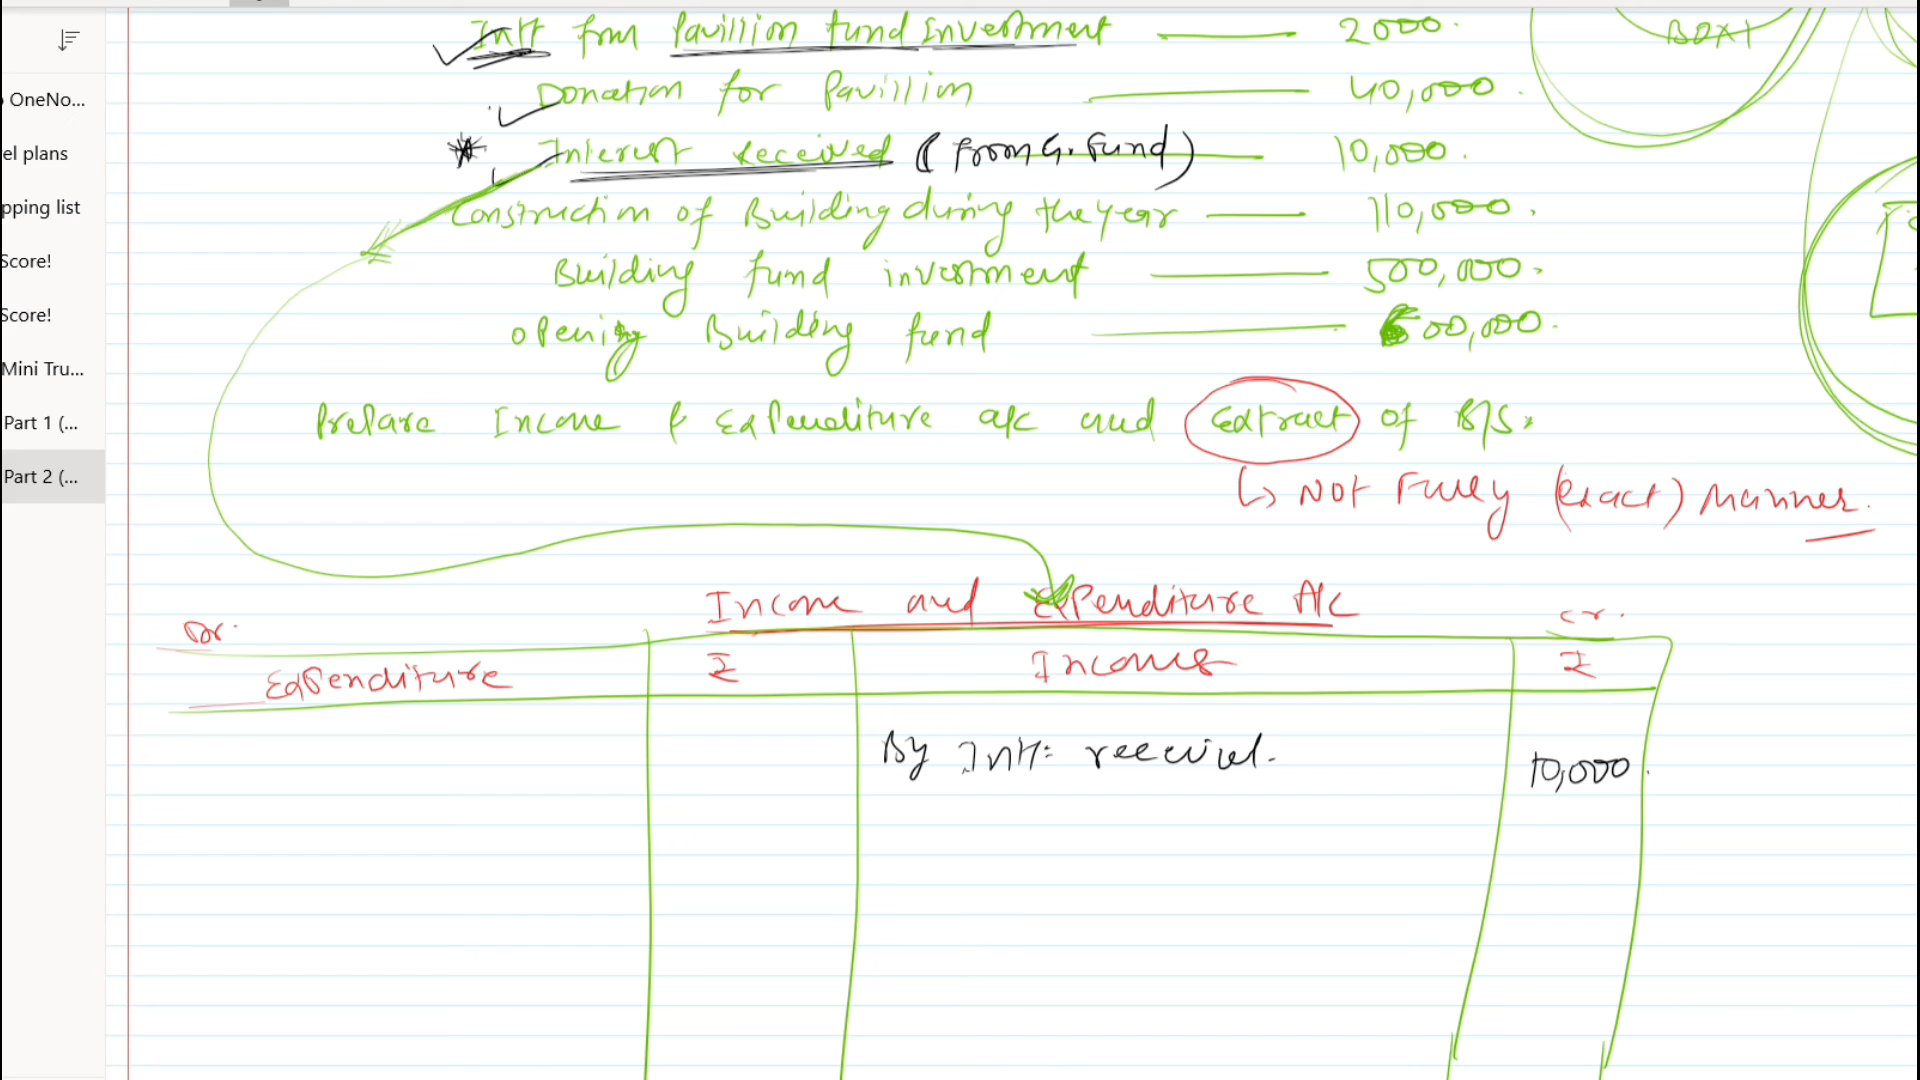 Intt from Pavillion fund Investment 2000.
BOX 1
OneNo...
Donation for Pavillion 40,000.
el plans
Interest received (From G. Fund) 10,000.
pping list
Construction of Building during the year 110,000.
Score!
Building fund investment 500,000.
Score!
opening Building fund 600,000.
Mini Tru...
Prepare Income & Expenditure a/c and Extract of B/S.
Part 1 (...
Part 2 (...
Not Fully (exact) Manner.
Income and Expenditure A/c
Dr. Cr.
Expenditure ₹ Incomes ₹
By Intt: received. 10,000.